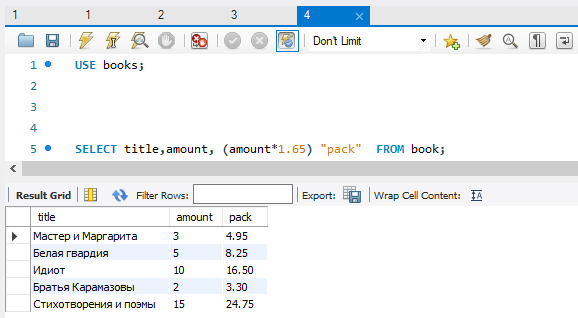 1 1 2 3 4 ×
Don't Limit
1 USE books;
2
3
4
5 SELECT title,amount, (amount*1.65) "pack"  FROM book;
Result Grid Filter Rows: Export: Wrap Cell Content:
title amount pack
Мастер и Маргарита 3 4.95
Белая гвардия 5 8.25
Идиот 10 16.50
Братья Карамазовы 2 3.30
Стихотворения и поэмы 15 24.75